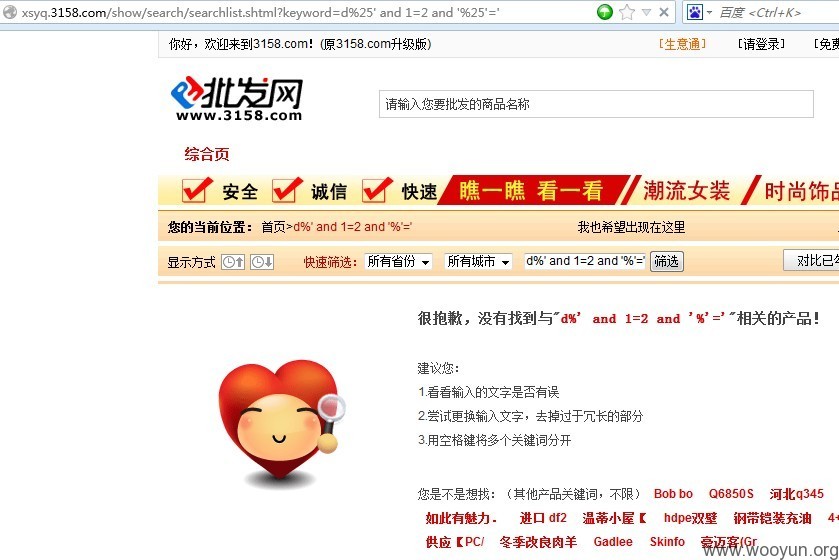 xsyq.3158.com/show/search/searchlist.shtml?keyword=d%25' and 1=2 and '%25'='
百度 <Ctrl+K>
你好，欢迎来到3158.com！(原3158.com升级版) [生意通] [请登录] [免费
批发网
www.3158.com
请输入您要批发的商品名称
综合页
安全 诚信 快速 瞧一瞧 看一看 潮流女装 时尚饰品
您的当前位置： 首页>d%' and 1=2 and '%'=' 我也希望出现在这里
显示方式 快速筛选： 所有省份 所有城市 d%' and 1=2 and '%'=' 筛选 对比已
很抱歉，没有找到与"d%' and 1=2 and '%'='"相关的产品！
建议您：
1.看看输入的文字是否有误
2.尝试更换输入文字，去掉过于冗长的部分
3.用空格键将多个关键词分开
您是不是想找：（其他产品关键词，不限） Bob bo Q6850S 河北q345
如此有魅力． 进口 df2 温蒂小屋【 hdpe双壁 钢带铠装充油 4+
供应【PC/ 冬季改良肉羊 Gadlee Skinfo 豪迈客(Gr
www.wooyun.org